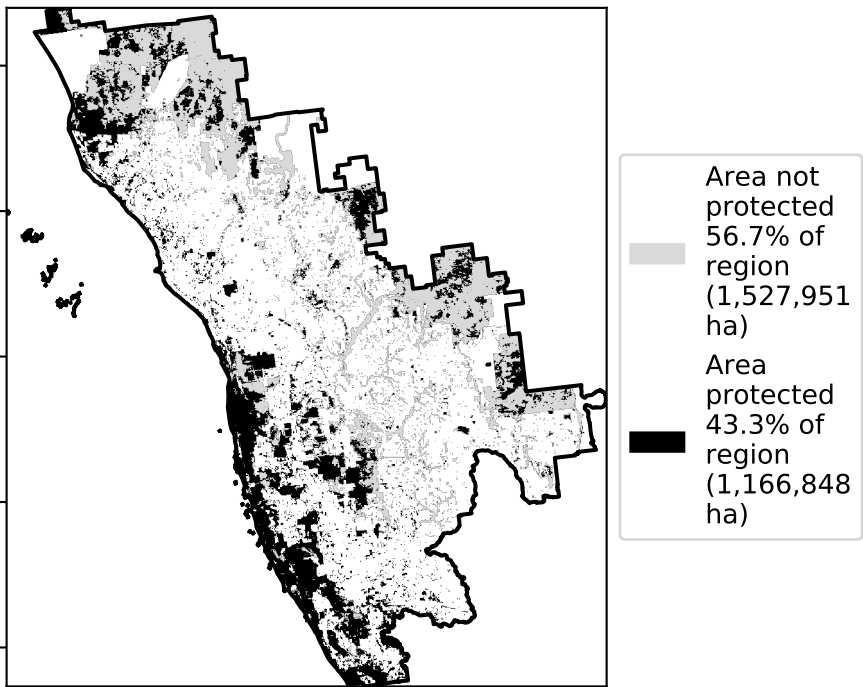 Area not
protected
56.7% of
region
(1,527,951
ha)
Area
protected
43.3% of
region
(1,166,848
ha)